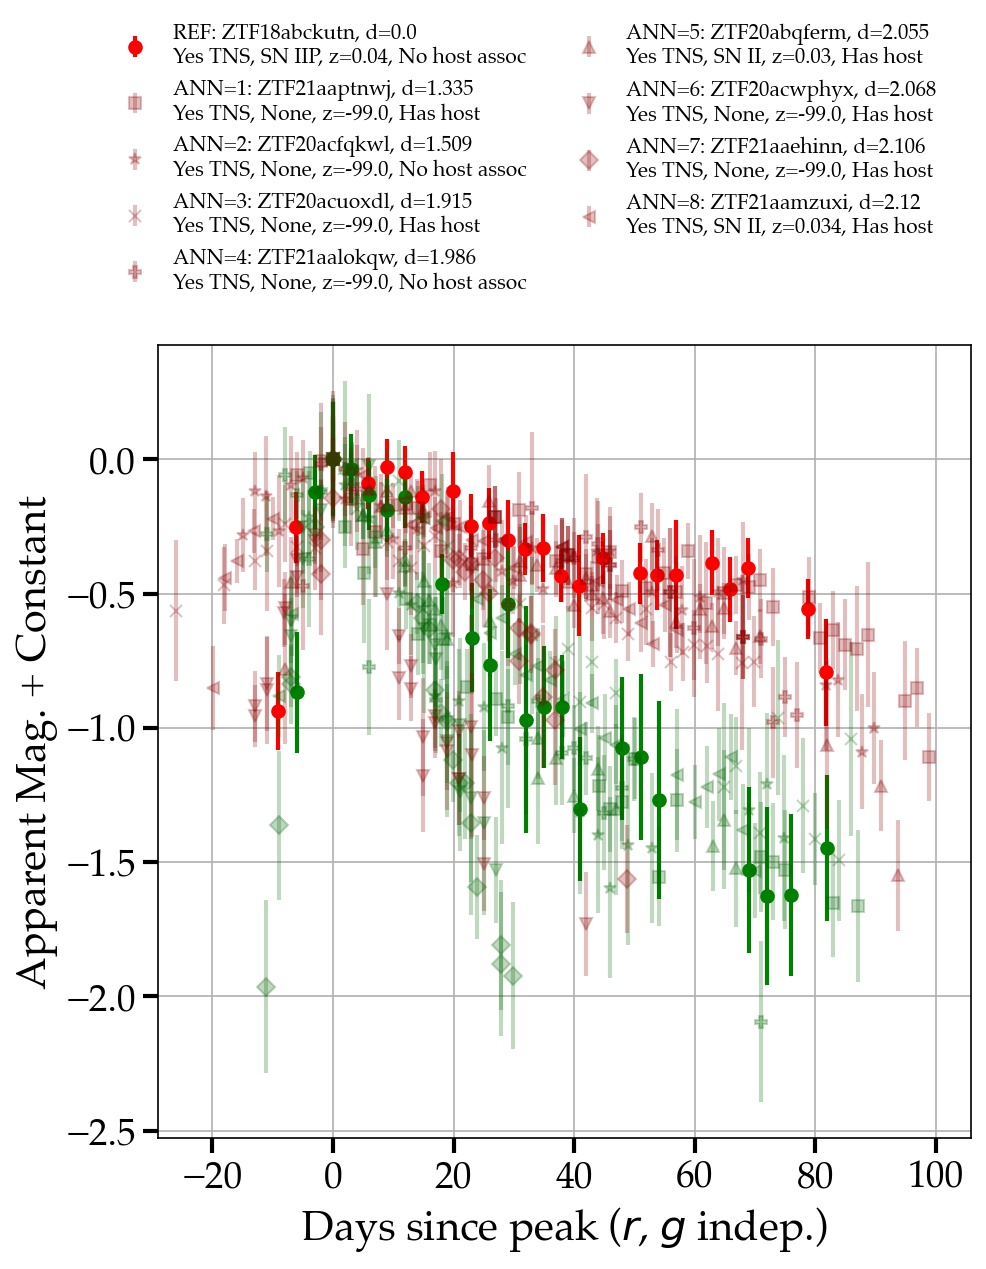 REF: ZTF18abckutn, d=0.0
Yes TNS, SN IIP, z=0.04, No host assoc
ANN=1: ZTF21aaptnwj, d=1.335
Yes TNS, None, z=-99.0, Has host
ANN=2: ZTF20acfqkwl, d=1.509
Yes TNS, None, z=-99.0, No host assoc
ANN=3: ZTF20acuoxdl, d=1.915
Yes TNS, None, z=-99.0, Has host
ANN=4: ZTF21aalokqw, d=1.986
Yes TNS, None, z=-99.0, No host assoc
ANN=5: ZTF20abqferm, d=2.055
Yes TNS, SN II, z=0.03, Has host
ANN=6: ZTF20acwphyx, d=2.068
Yes TNS, None, z=-99.0, Has host
ANN=7: ZTF21aaehinn, d=2.106
Yes TNS, None, z=-99.0, Has host
ANN=8: ZTF21aamzuxi, d=2.12
Yes TNS, SN II, z=0.034, Has host
Apparent Mag. + Constant
0.0
−0.5
−1.0
−1.5
−2.0
−2.5
−20 0 20 40 60 80 100
Days since peak (r, g indep.)